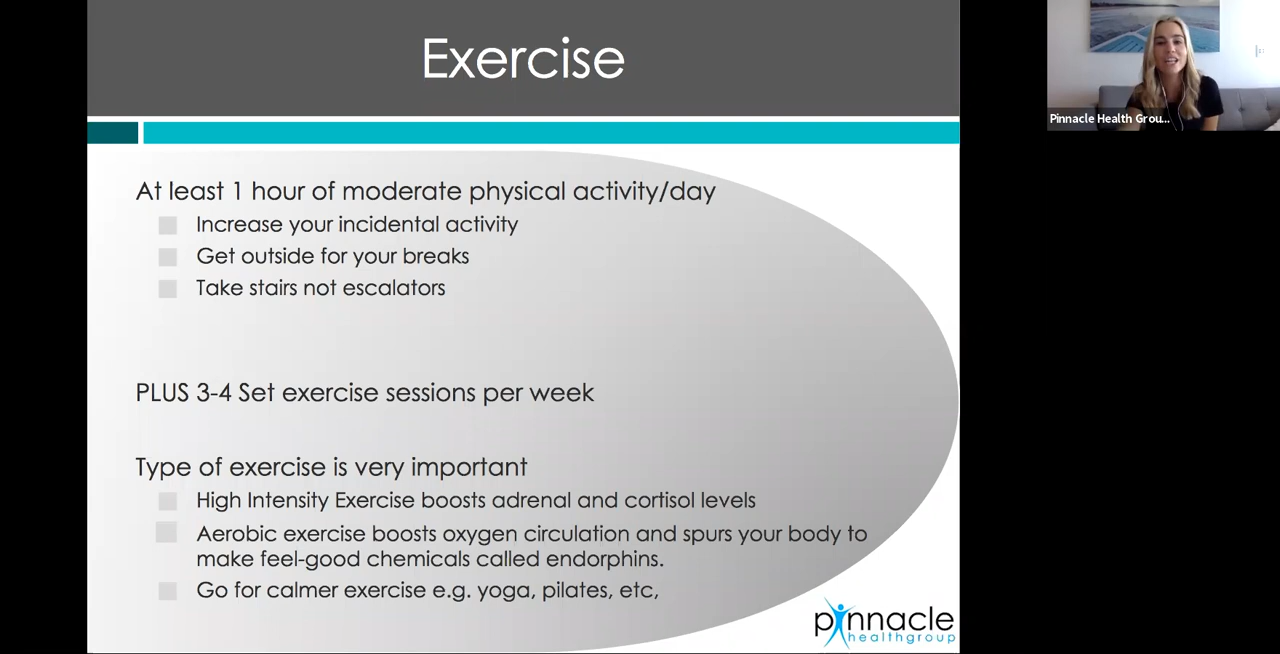 Exercise
Pinnacle Health Grou...
At least 1 hour of moderate physical activity/day
Increase your incidental activity
Get outside for your breaks
Take stairs not escalators
PLUS 3-4 Set exercise sessions per week
Type of exercise is very important
High Intensity Exercise boosts adrenal and cortisol levels
Aerobic exercise boosts oxygen circulation and spurs your body to
make feel-good chemicals called endorphins.
Go for calmer exercise e.g. yoga, pilates, etc,
pinnacle
healthgroup